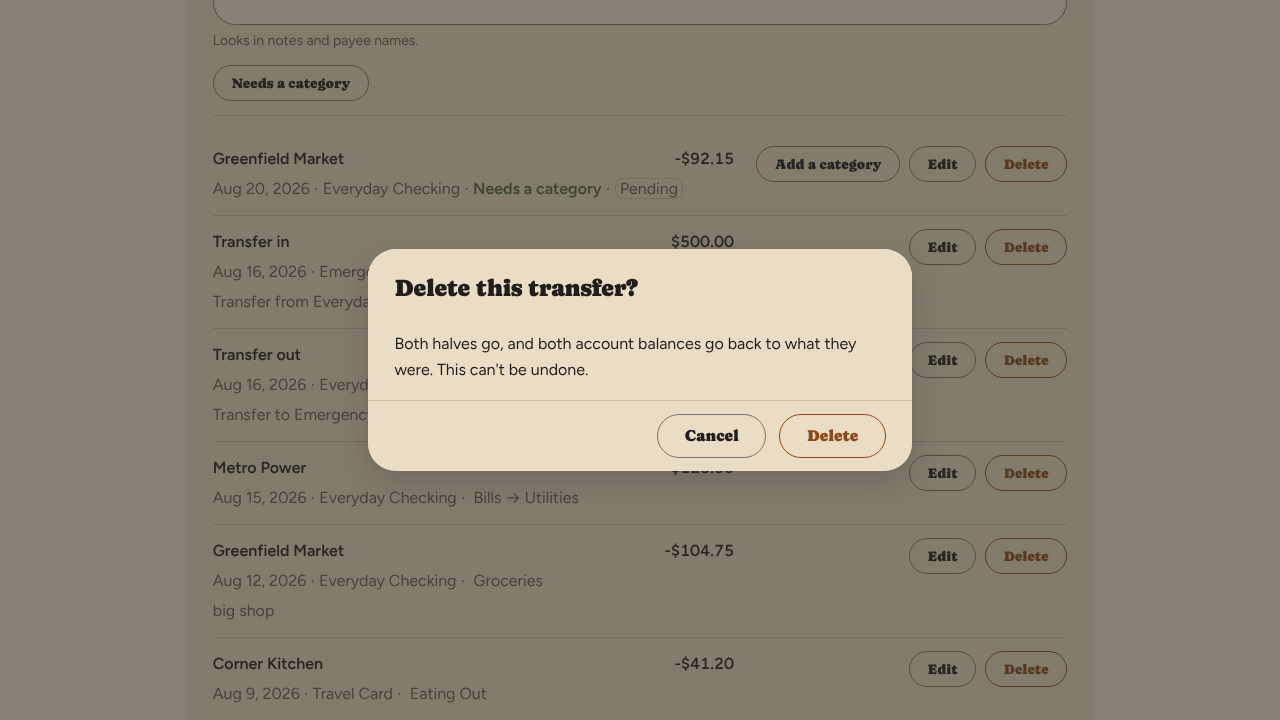 Looks in notes and payee names.
Needs a category
Greenfield Market -$92.15 Add a category Edit Delete
Aug 20, 2026 · Everyday Checking · Needs a category · Pending
Transfer in $500.00 Edit Delete
Aug 16, 2026 ·
Transfer from
Delete this transfer?
Both halves go, and both account balances go back to what they
were. This can't be undone.
Cancel Delete
Transfer out Edit Delete
Aug 16, 2026 ·
Transfer to
Metro Power Edit Delete
Aug 15, 2026 · Everyday Checking · Bills → Utilities
Greenfield Market -$104.75 Edit Delete
Aug 12, 2026 · Everyday Checking · Groceries
big shop
Corner Kitchen -$41.20 Edit Delete
Aug 9, 2026 · Travel Card · Eating Out